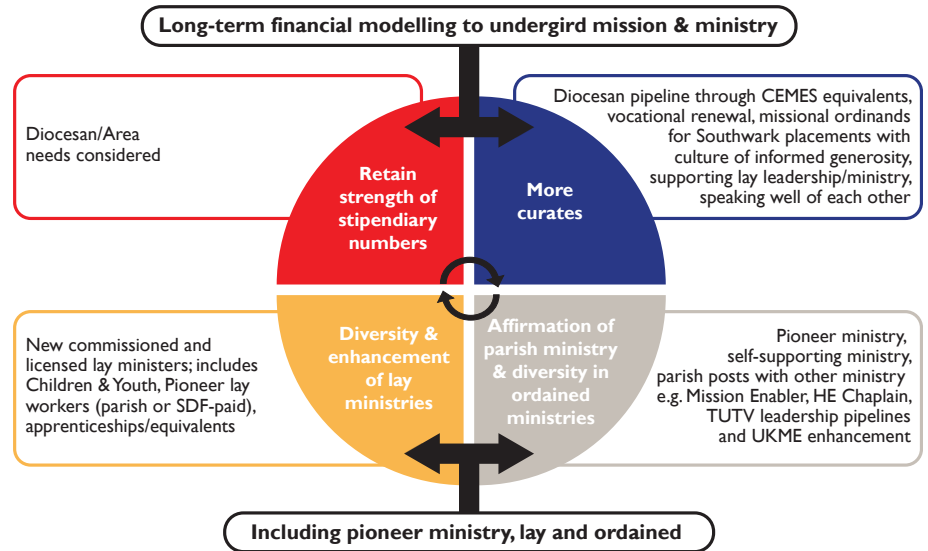 Long-term financial modelling to undergird mission & ministry
Diocesan/Area
needs considered
Retain
strength of
stipendiary
numbers
More
curates
Diocesan pipeline through CEMES equivalents,
vocational renewal, missional ordinands
for Southwark placements with
culture of informed generosity,
supporting lay leadership/ministry,
speaking well of each other
New commissioned and
licensed lay ministers; includes
Children & Youth, Pioneer lay
workers (parish or SDF-paid),
apprenticeships/equivalents
Diversity &
enhancement
of lay
ministries
Affirmation of
parish ministry
& diversity in
ordained
ministries
Pioneer ministry,
self-supporting ministry,
parish posts with other ministry
e.g. Mission Enabler, HE Chaplain,
TUTV leadership pipelines
and UKME enhancement
Including pioneer ministry, lay and ordained